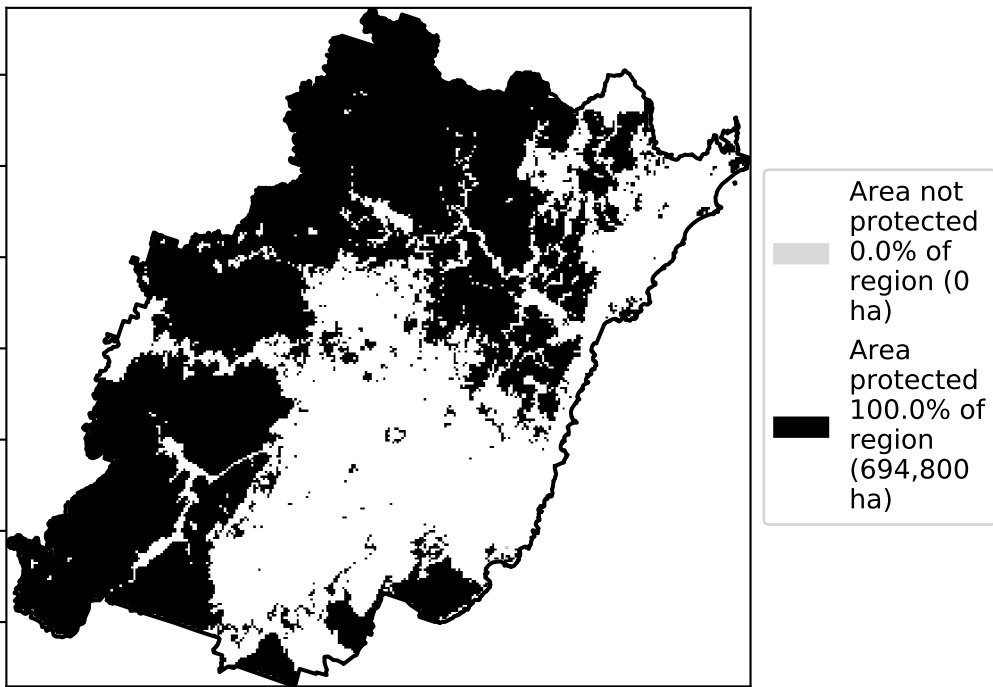 Area not
protected
0.0% of
region (0
ha)
Area
protected
100.0% of
region
(694,800
ha)